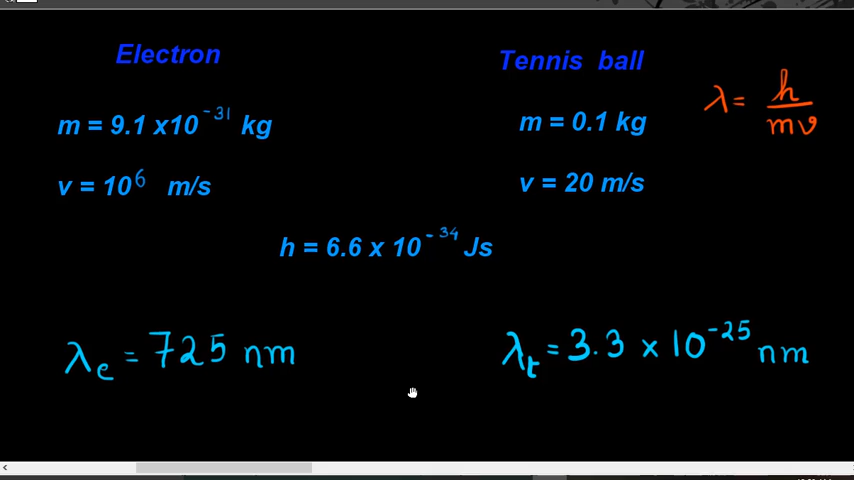 Electron
Tennis ball
λ = h/mv
m = 9.1 x10⁻³¹ kg
m = 0.1 kg
v = 10⁶ m/s
v = 20 m/s
h = 6.6 x 10⁻³⁴ Js
λe = 725 nm
λt = 3.3 × 10⁻²⁵ nm